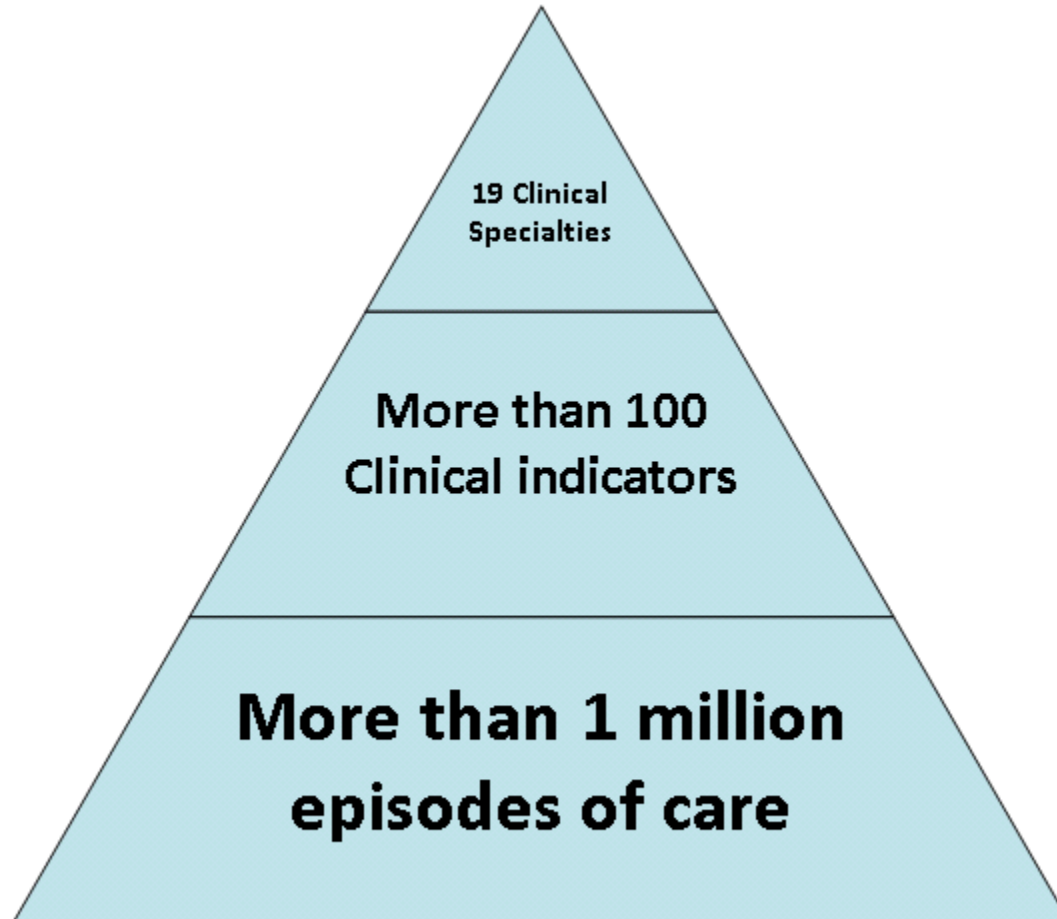 19 Clinical
Specialties
More than 100
Clinical indicators
More than 1 million
episodes of care